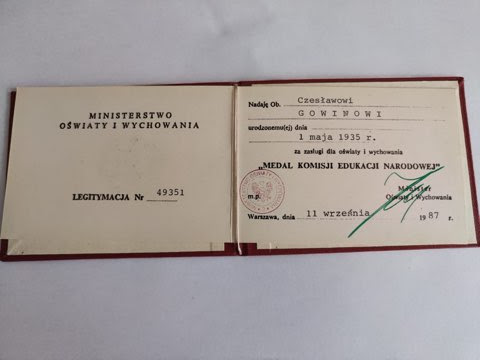 MINISTERSTWO
OŚWIATY I WYCHOWANIA
LEGITYMACJA Nr 49351
Nadaję Ob. Czesławowi
GOWINOWI
urodzonemu(ej) dnia
1 maja 1935 r.
za zasługi dla oświaty i wychowania
„MEDAL KOMISJI EDUKACJI NARODOWEJ"
Minister
Oświaty i Wychowania
m.p.
Warszawa, dnia 11 września 1987 r.